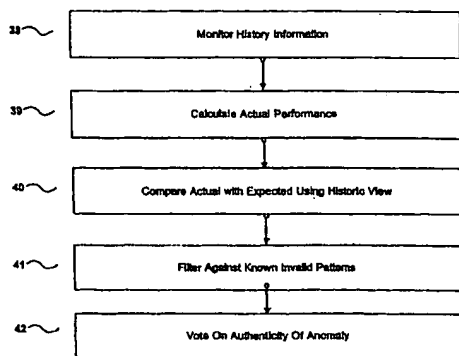 38
Monitor History Information
39
Calculate Actual Performance
40
Compare Actual with Expected Using Historic View
41
Filter Against Known Invalid Patterns
42
Vote On Authenticity Of Anomaly